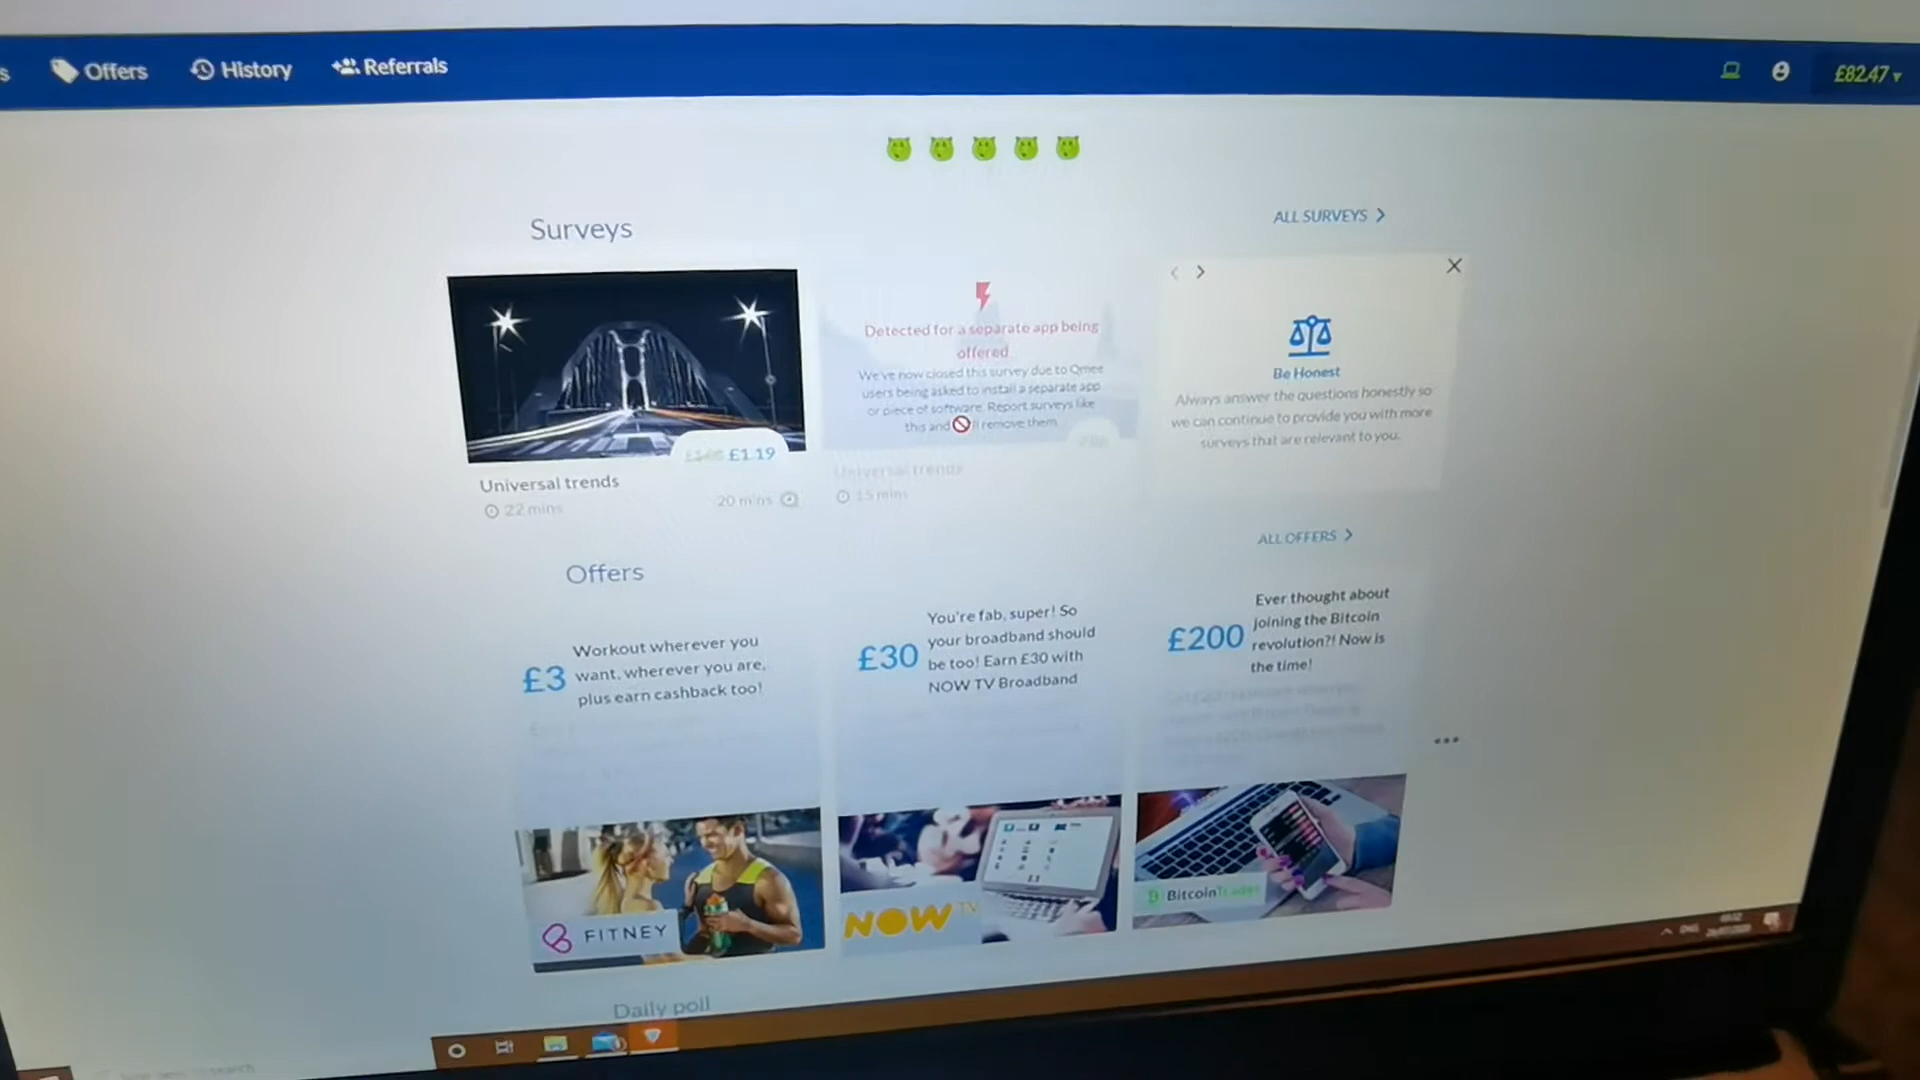 s
Offers
History
Referrals
£82.47
Surveys
ALL SURVEYS
Detected for a separate app being
offered
We've now closed this survey due to Qmee
users being asked to install a separate app
or piece of software. Report surveys like
this and ll remove them.
Be Honest
Always answer the questions honestly so
we can continue to provide you with more
surveys that are relevant to you.
£1.19
Universal trends
22 mins
20 mins
Universal trends
15 mins
ALL OFFERS
Offers
£3
Workout wherever you
want, wherever you are,
plus earn cashback too!
£30
You're fab, super! So
your broadband should
be too! Earn £30 with
NOW TV Broadband
£200
Ever thought about
joining the Bitcoin
revolution?! Now is
the time!
FITNEY
NOW TV
BitcoinTrader
Daily poll
ENG